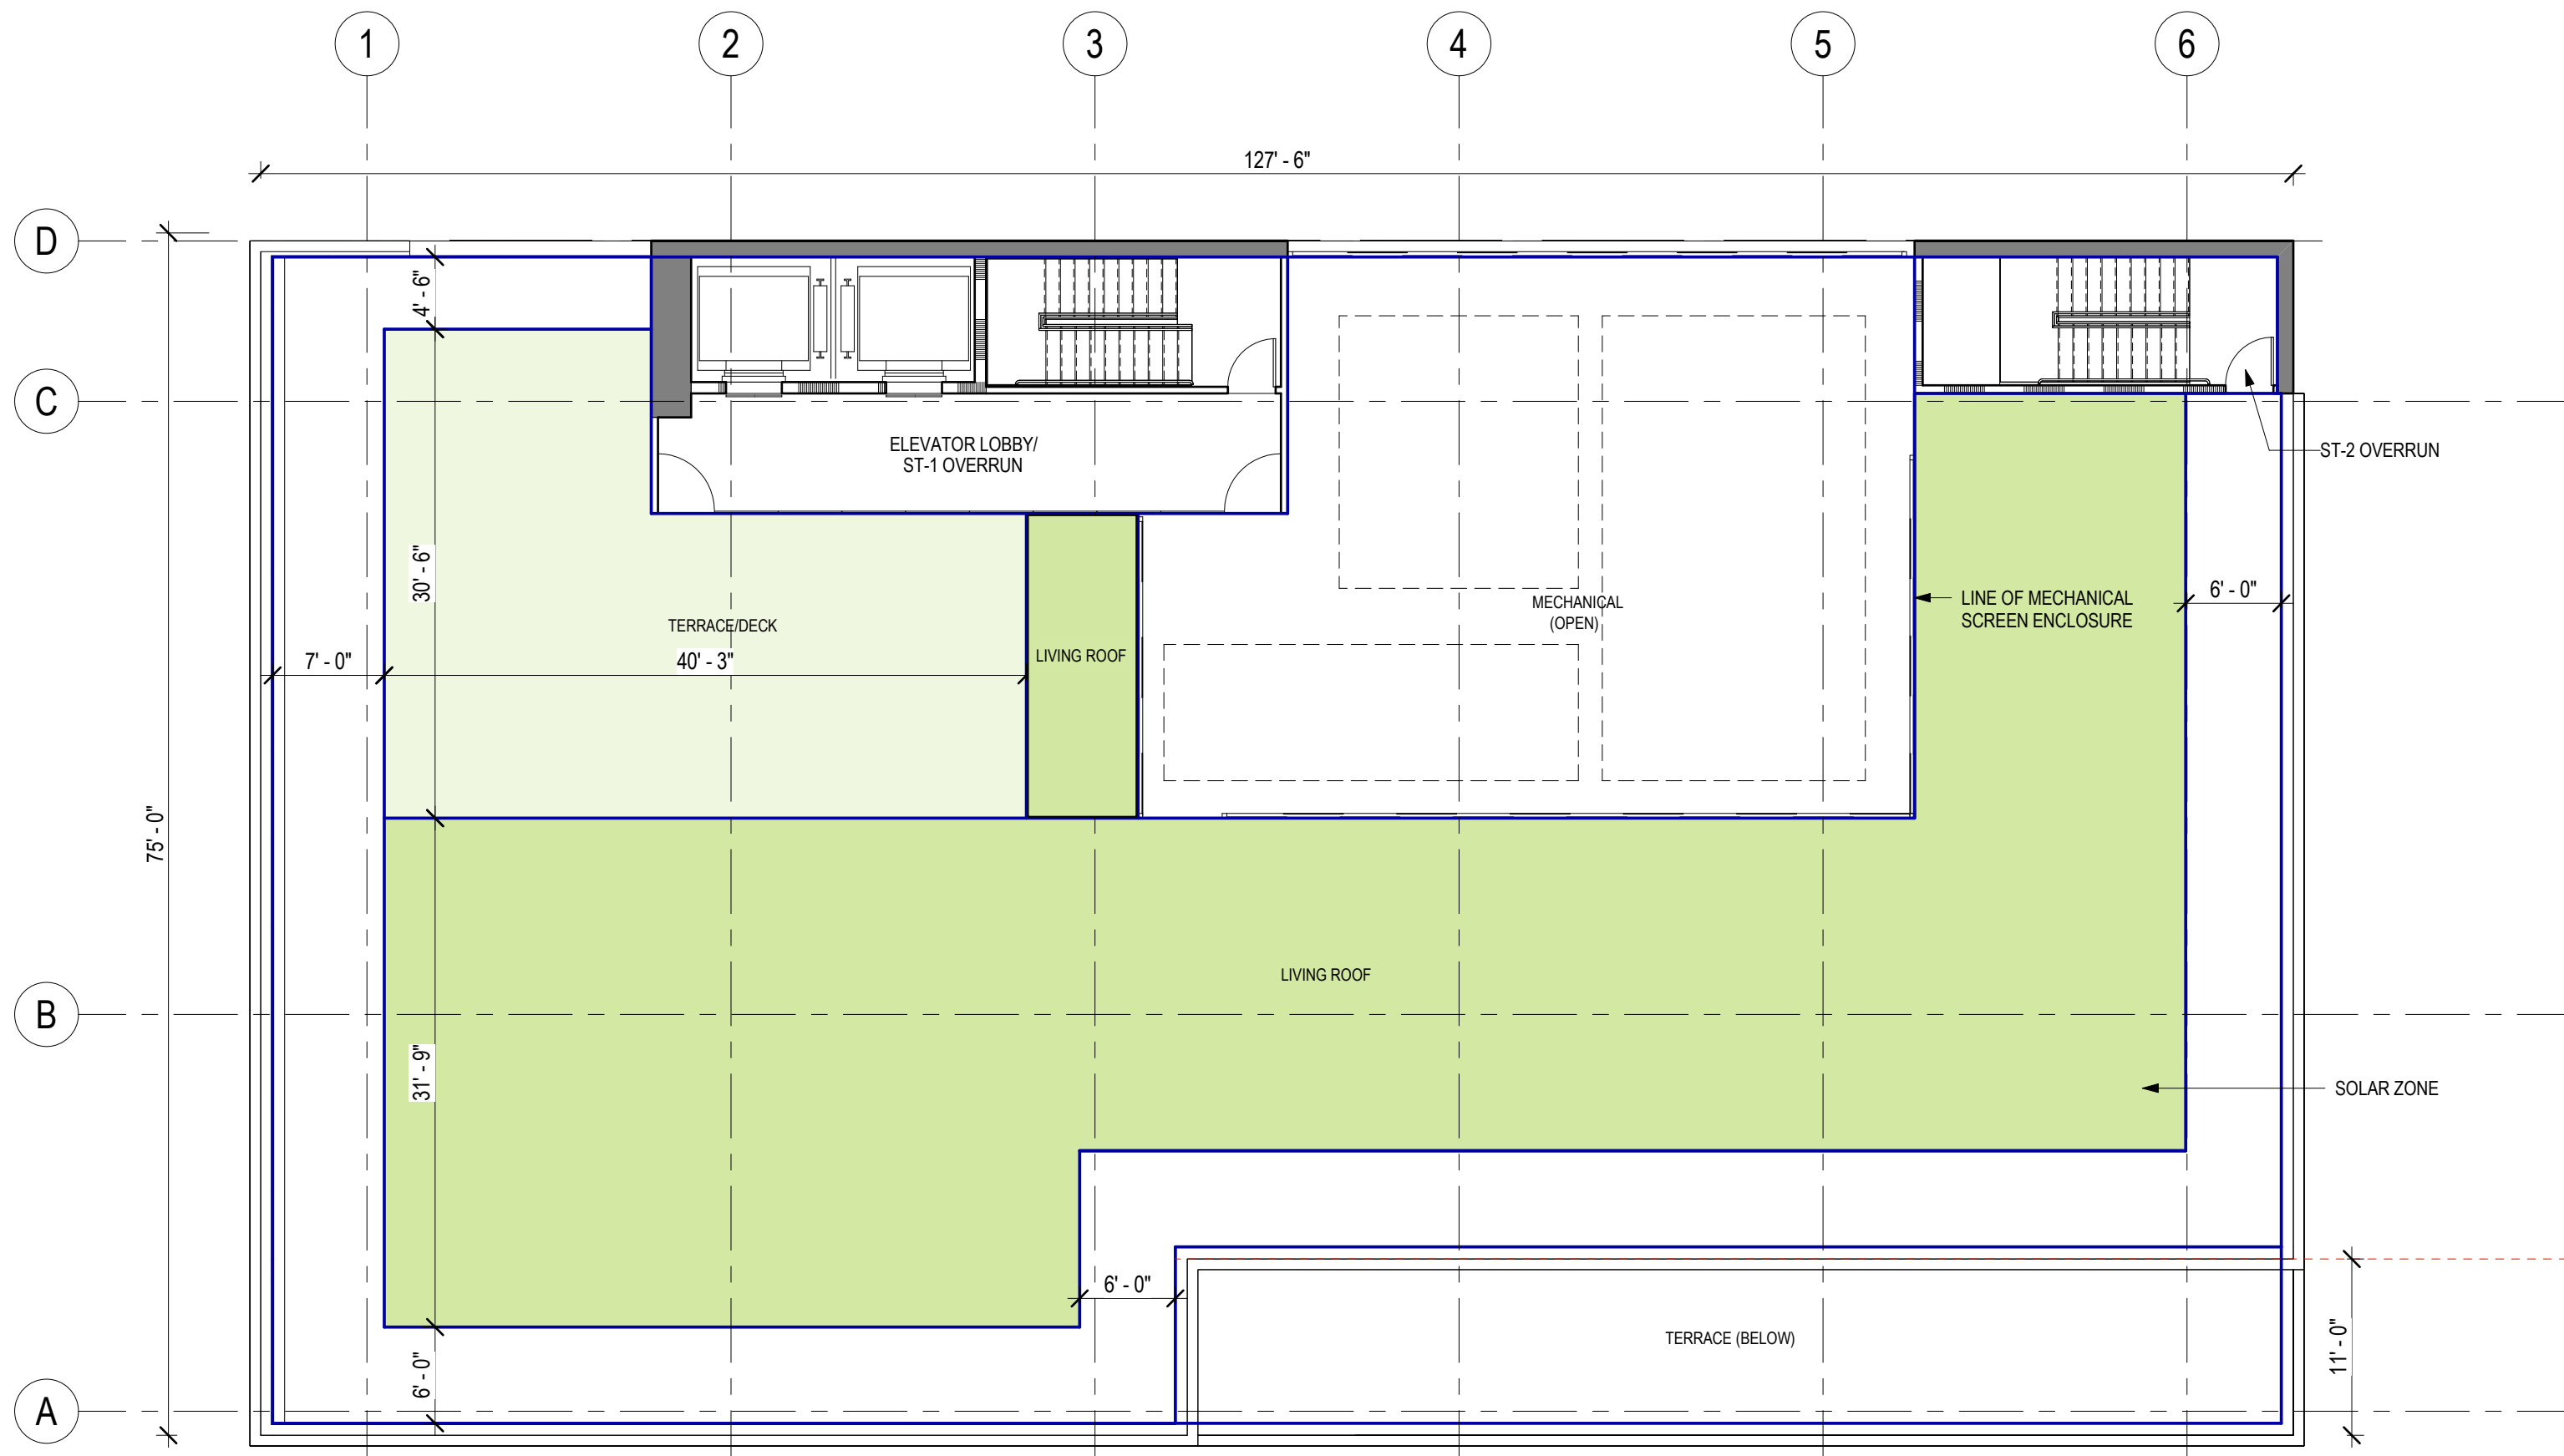 1
2
3
4
5
6
127' - 6"
D
4' - 6"
C
ELEVATOR LOBBY/
ST-1 OVERRUN
ST-2 OVERRUN
30' - 6"
6' - 0"
LINE OF MECHANICAL
SCREEN ENCLOSURE
MECHANICAL
(OPEN)
TERRACE/DECK
LIVING ROOF
7' - 0"
40' - 3"
75' - 0"
LIVING ROOF
B
31' - 9"
SOLAR ZONE
6' - 0"
TERRACE (BELOW)
11' - 0"
6' - 0"
A